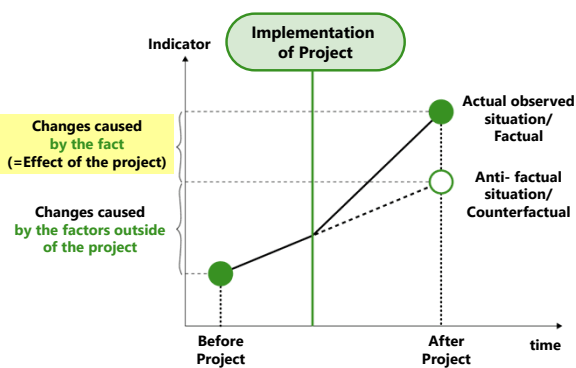 Implementation
of Project
Indicator
Changes caused
by the fact
(=Effect of the project)
Changes caused
by the factors outside
of the project
Actual observed
situation/
Factual
Anti- factual
situation/
Counterfactual
Before
Project
After
Project
time